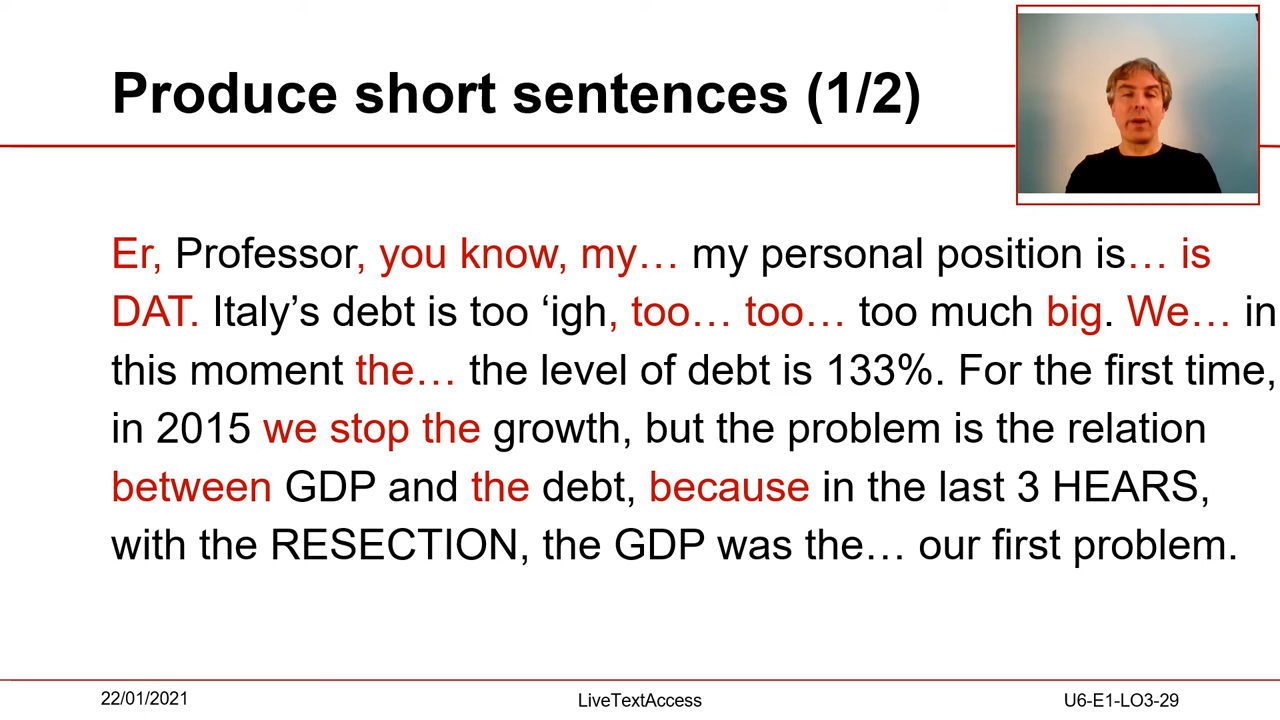 Produce short sentences (1/2)
Er, Professor, you know, my… my personal position is… is
DAT. Italy’s debt is too ‘igh, too… too… too much big. We… in
this moment the… the level of debt is 133%. For the first time,
in 2015 we stop the growth, but the problem is the relation
between GDP and the debt, because in the last 3 HEARS,
with the RESECTION, the GDP was the… our first problem.
22/01/2021
LiveTextAccess
U6-E1-LO3-29